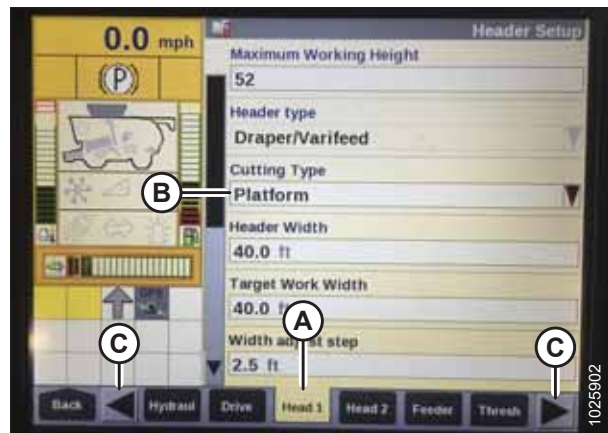 0.0 mph
(P)
Header Setup
Maximum Working Height
52
Header type
Draper/Varifeed
Cutting Type
B
Platform
Header Width
40.0 ft
Target Work Width
40.0 ft
A
Width adjust step
2.5 ft
C
C
Back
Hydraul
Drive
Head 1
Head 2
Feeder
Thresh
1025902